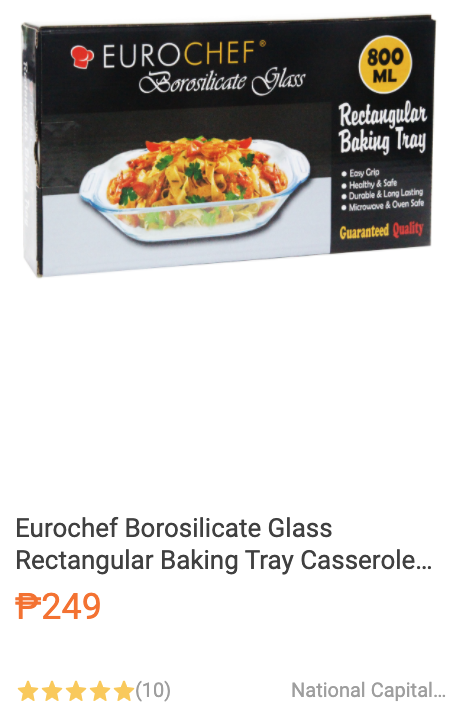 EUROCHEF®
Borosilicate Glass
800
ML
Rectangular
Baking Tray
Easy Grip
Healthy & Safe
Durable & Long Lasting
Microwave & Oven Safe
Guaranteed Quality
Eurochef Borosilicate Glass
Rectangular Baking Tray Casserole...
₱249
(10)
National Capital...